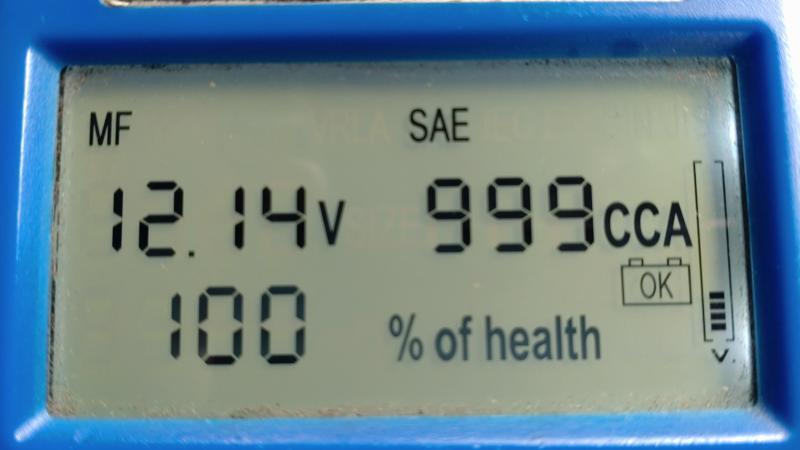 MF SAE
12.14V 999CCA
OK
100 % of health
V.